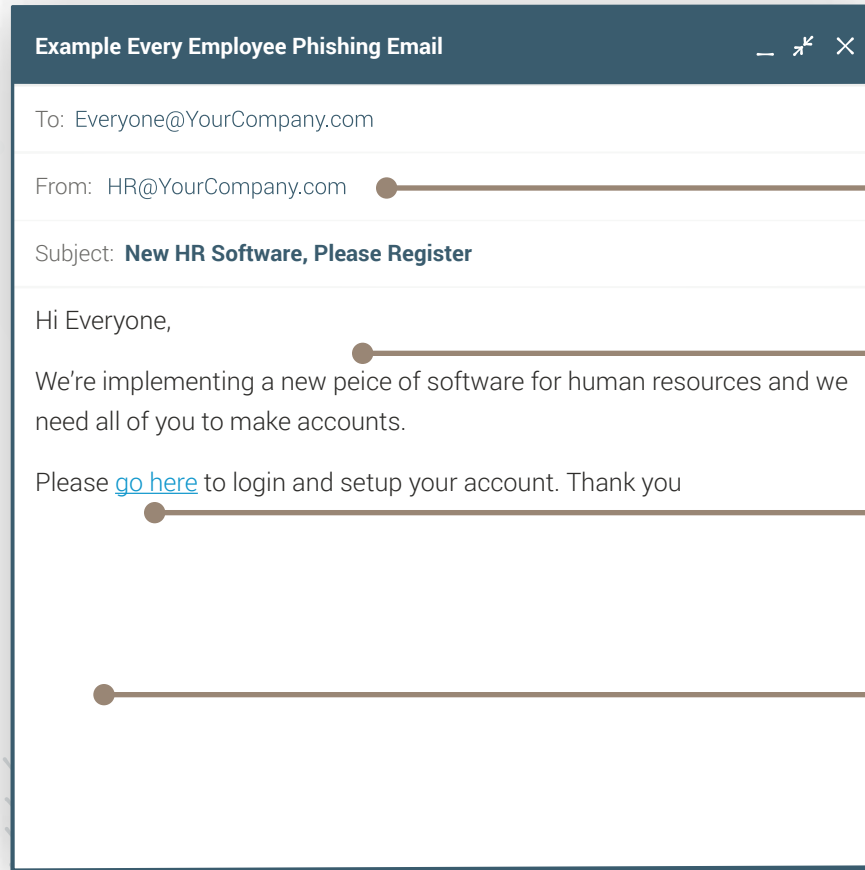 Example Every Employee Phishing Email
To: Everyone@YourCompany.com
From: HR@YourCompany.com
Subject: New HR Software, Please Register
Hi Everyone,
We're implementing a new peice of software for human resources and we
need all of you to make accounts.
Please go here to login and setup your account. Thank you